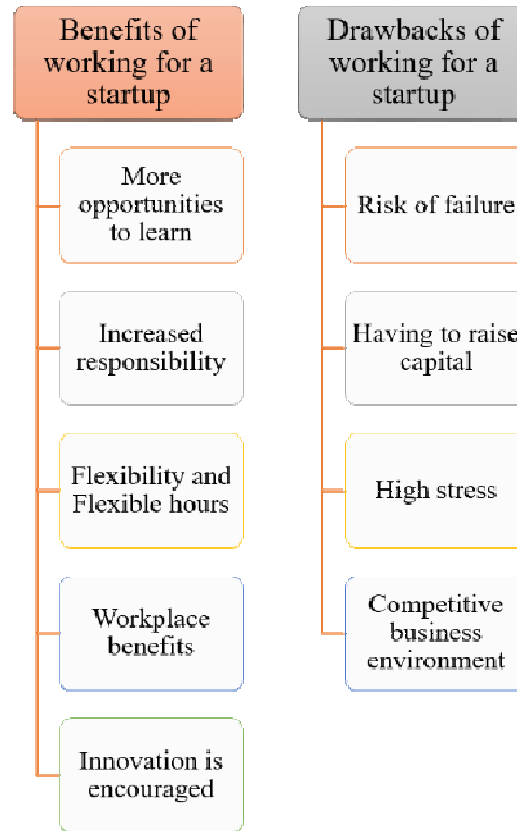 Benefits of
working for a
startup
More
opportunities
to learn
Increased
responsibility
Flexibility and
Flexible hours
Workplace
benefits
Innovation is
encouraged
Drawbacks of
working for a
startup
Risk of failure
Having to raise
capital
High stress
Competitive
business
environment